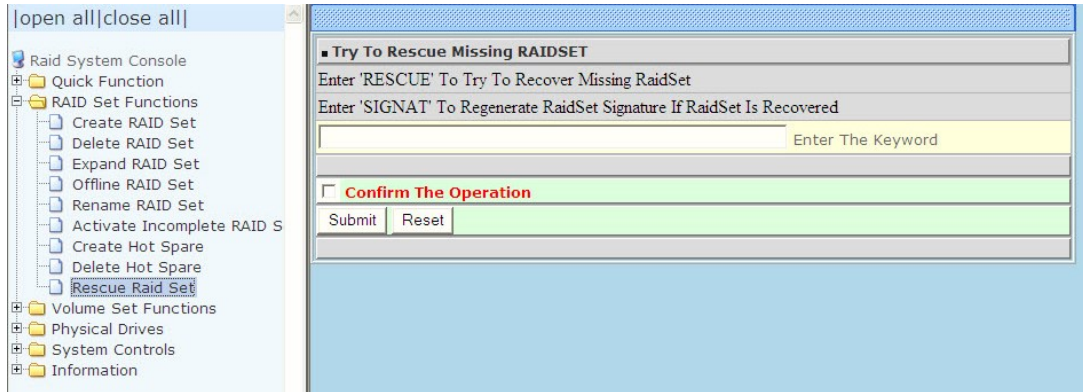 |open all|close all|
Raid System Console
Quick Function
RAID Set Functions
Create RAID Set
Delete RAID Set
Expand RAID Set
Offline RAID Set
Rename RAID Set
Activate Incomplete RAID S
Create Hot Spare
Delete Hot Spare
Rescue Raid Set
Volume Set Functions
Physical Drives
System Controls
Information
Try To Rescue Missing RAIDSET
Enter 'RESCUE' To Try To Recover Missing RaidSet
Enter 'SIGNAT' To Regenerate RaidSet Signature If RaidSet Is Recovered
Enter The Keyword
Confirm The Operation
Submit Reset